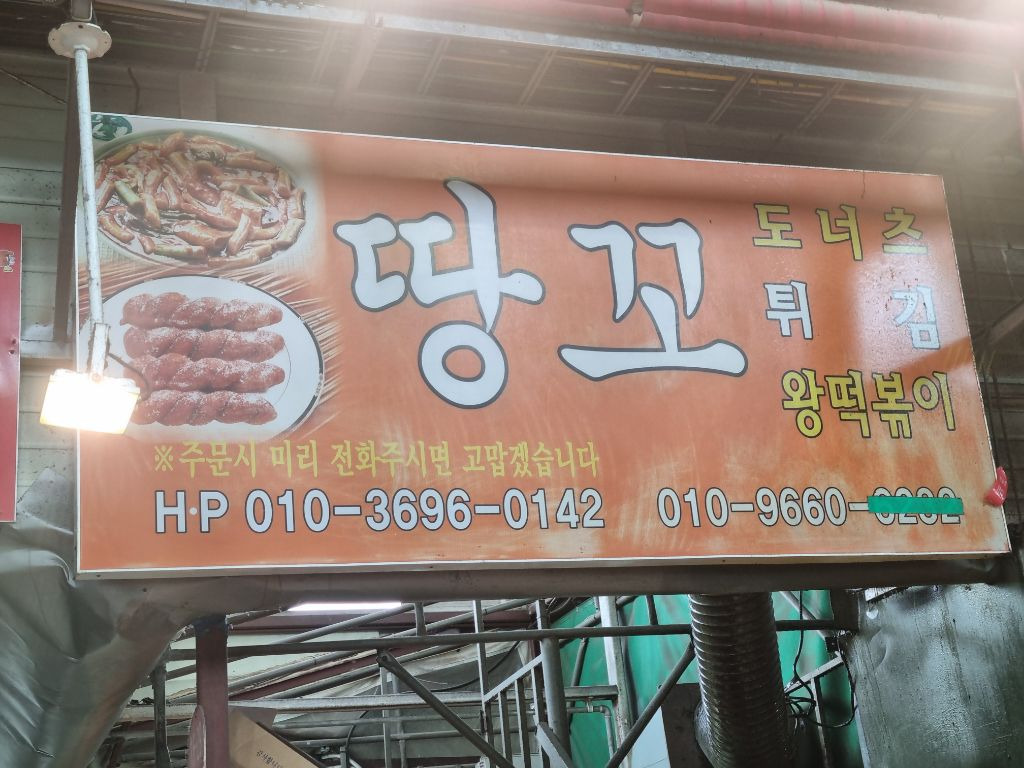 땅꼬
도너츠
튀김
왕떡볶이
※주문시 미리 전화주시면 고맙겠습니다
H·P 010-3696-0142 010-9660-